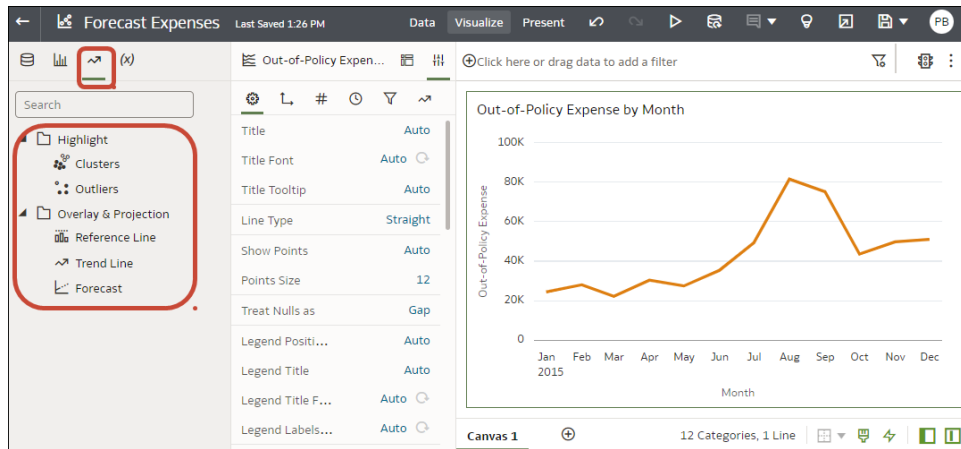 Forecast Expenses Last Saved 1:26 PM Data Visualize Present PB
(x)
Search
Highlight
Clusters
Outliers
Overlay & Projection
Reference Line
Trend Line
Forecast
Out-of-Policy Expen...
#
Title Auto
Title Font Auto
Title Tooltip Auto
Line Type Straight
Show Points Auto
Points Size 12
Treat Nulls as Gap
Legend Positi... Auto
Legend Title Auto
Legend Title F... Auto
Legend Labels... Auto
Click here or drag data to add a filter
Out-of-Policy Expense by Month
Out-of-Policy Expense
100K
80K
60K
40K
20K
0
Jan Feb Mar Apr May Jun Jul Aug Sep Oct Nov Dec
2015
Month
Canvas 1 12 Categories, 1 Line